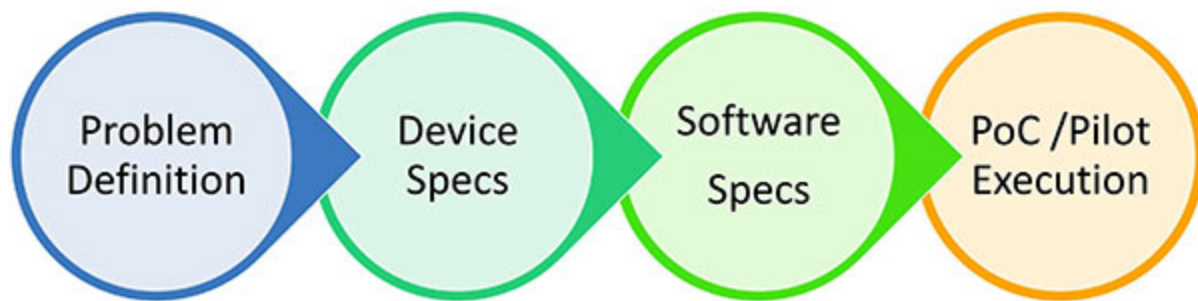 Problem
Definition
Device
Specs
Software
Specs
PoC /Pilot
Execution